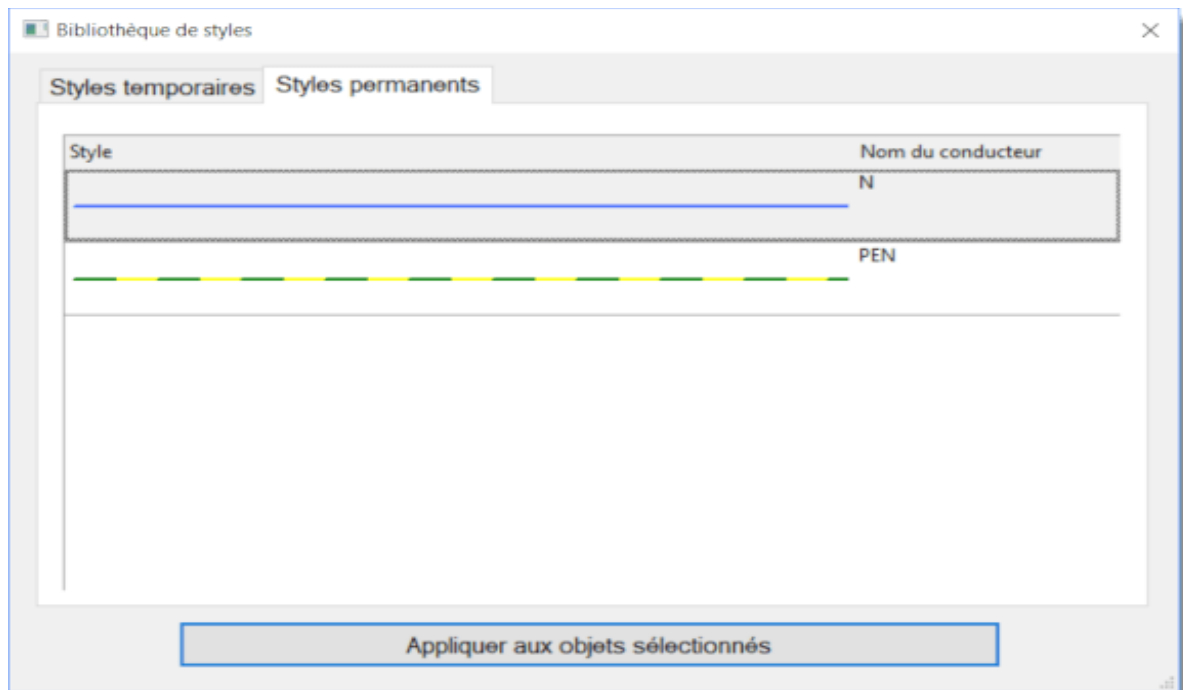 Bibliothèque de styles
Styles temporaires Styles permanents
Style Nom du conducteur
N
PEN
Appliquer aux objets sélectionnés